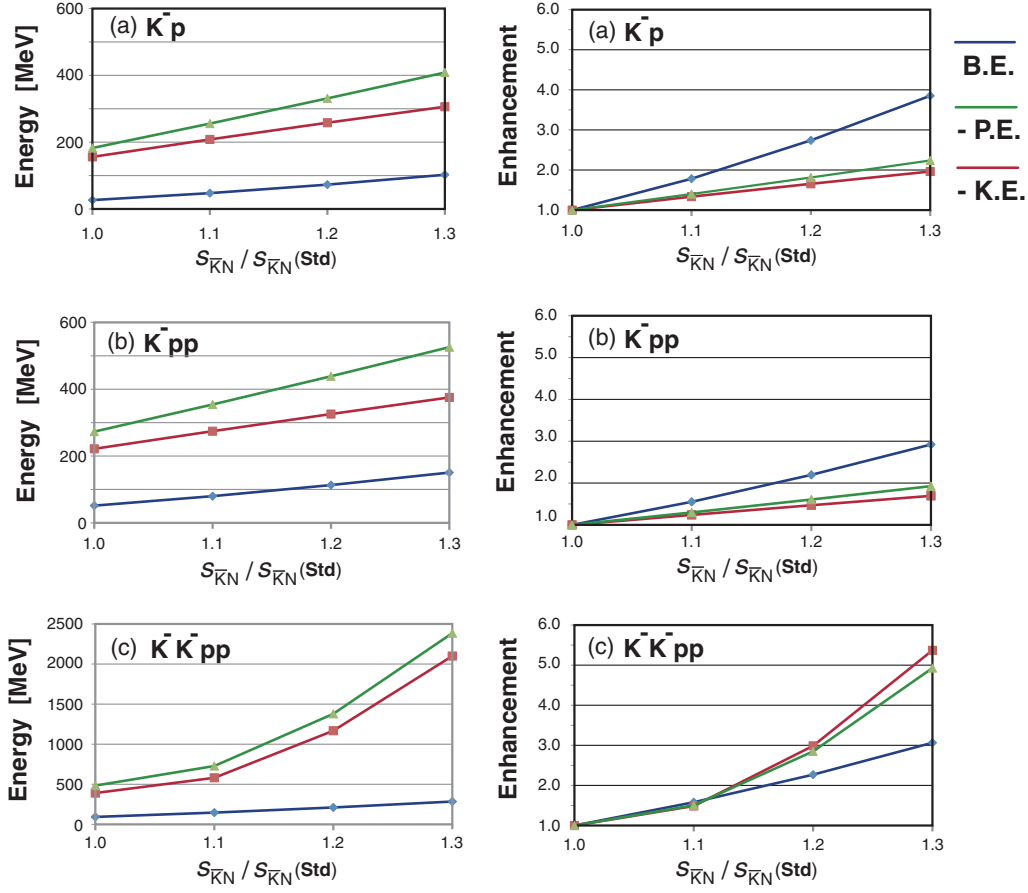 (a) K⁻p
Energy [MeV]
600
400
200
0
1.0 1.1 1.2 1.3
S_K̅N / S_K̅N (Std)
(a) K⁻p
Enhancement
6.0
5.0
4.0
3.0
2.0
1.0
1.0 1.1 1.2 1.3
S_K̅N / S_K̅N (Std)
B.E.
- P.E.
- K.E.
(b) K⁻pp
Energy [MeV]
600
400
200
0
1.0 1.1 1.2 1.3
S_K̅N / S_K̅N (Std)
(b) K⁻pp
Enhancement
6.0
5.0
4.0
3.0
2.0
1.0
1.0 1.1 1.2 1.3
S_K̅N / S_K̅N (Std)
(c) K⁻K⁻pp
Energy [MeV]
2500
2000
1500
1000
500
0
1.0 1.1 1.2 1.3
S_K̅N / S_K̅N (Std)
(c) K⁻K⁻pp
Enhancement
6.0
5.0
4.0
3.0
2.0
1.0
1.0 1.1 1.2 1.3
S_K̅N / S_K̅N (Std)